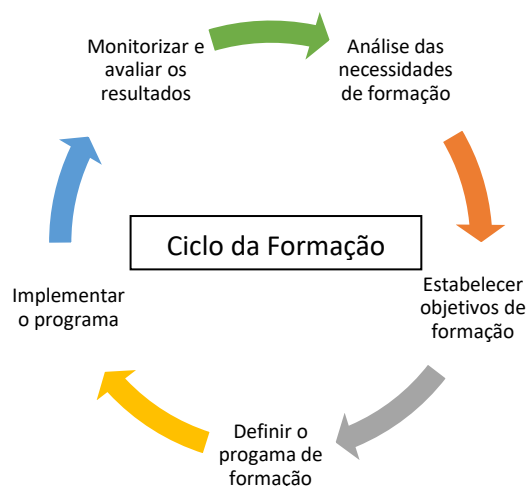 Monitorizar e
avaliar os
resultados
Análise das
necessidades
de formação
Ciclo da Formação
Estabelecer
objetivos de
formação
Implementar
o programa
Definir o
progama de
formação